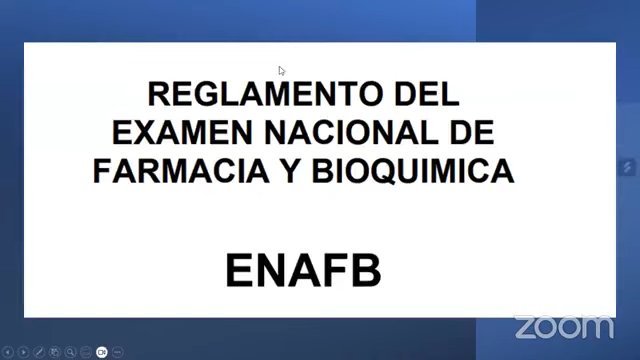 REGLAMENTO DEL
EXAMEN NACIONAL DE
FARMACIA Y BIOQUIMICA
ENAFB
zoom